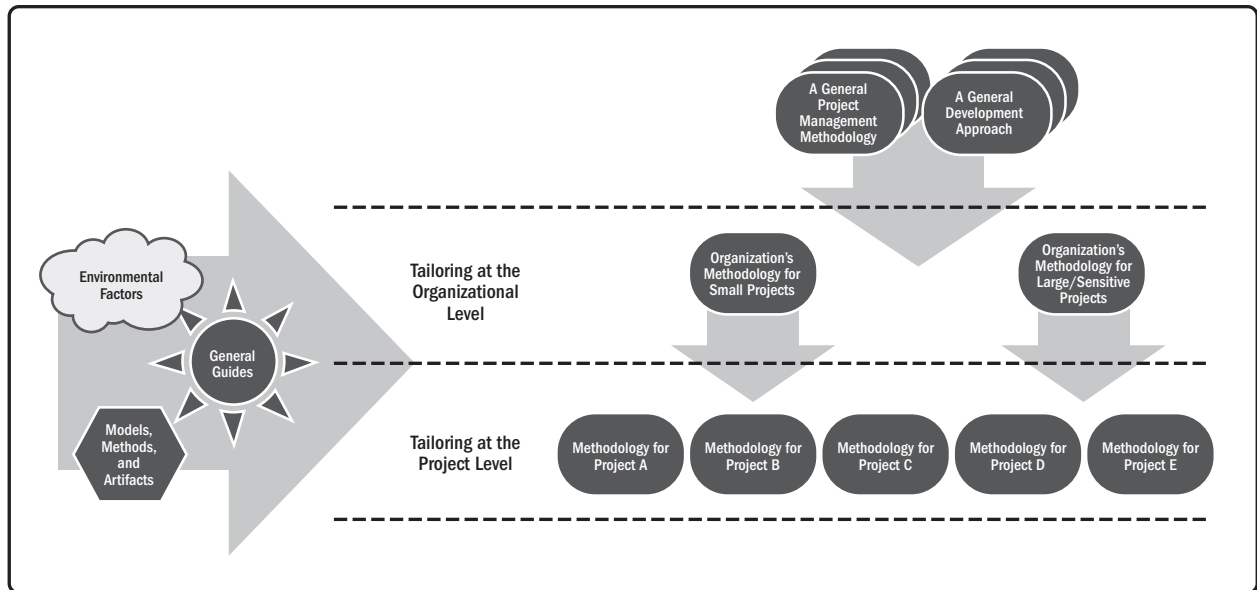 A General
Project
Management
Methodology
A General
Development
Approach
Environmental
Factors
General
Guides
Models,
Methods,
and
Artifacts
Tailoring at the
Organizational
Level
Organization’s
Methodology for
Small Projects
Organization’s
Methodology for
Large/Sensitive
Projects
Tailoring at the
Project Level
Methodology for
Project A
Methodology for
Project B
Methodology for
Project C
Methodology for
Project D
Methodology for
Project E